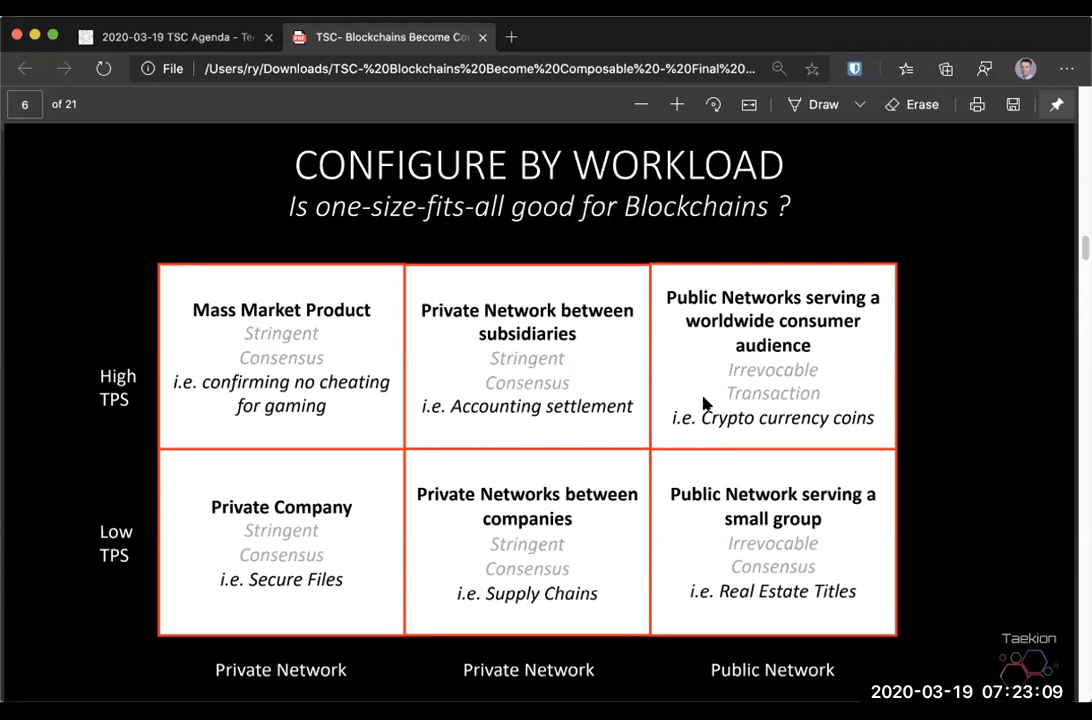 2020-03-19 TSC Agenda - Te
TSC- Blockchains Become Co
File
/Users/ry/Downloads/TSC-%20Blockchains%20Become%20Composable%20-%20Final%20...
6
of 21
Draw
Erase
CONFIGURE BY WORKLOAD
Is one-size-fits-all good for Blockchains ?
High
TPS
Mass Market Product
Stringent
Consensus
i.e. confirming no cheating
for gaming
Private Network between
subsidiaries
Stringent
Consensus
i.e. Accounting settlement
Public Networks serving a
worldwide consumer
audience
Irrevocable
Transaction
i.e. Crypto currency coins
Low
TPS
Private Company
Stringent
Consensus
i.e. Secure Files
Private Networks between
companies
Stringent
Consensus
i.e. Supply Chains
Public Network serving a
small group
Irrevocable
Consensus
i.e. Real Estate Titles
Private Network
Private Network
Public Network
Taekion
2020-03-19 07:23:09